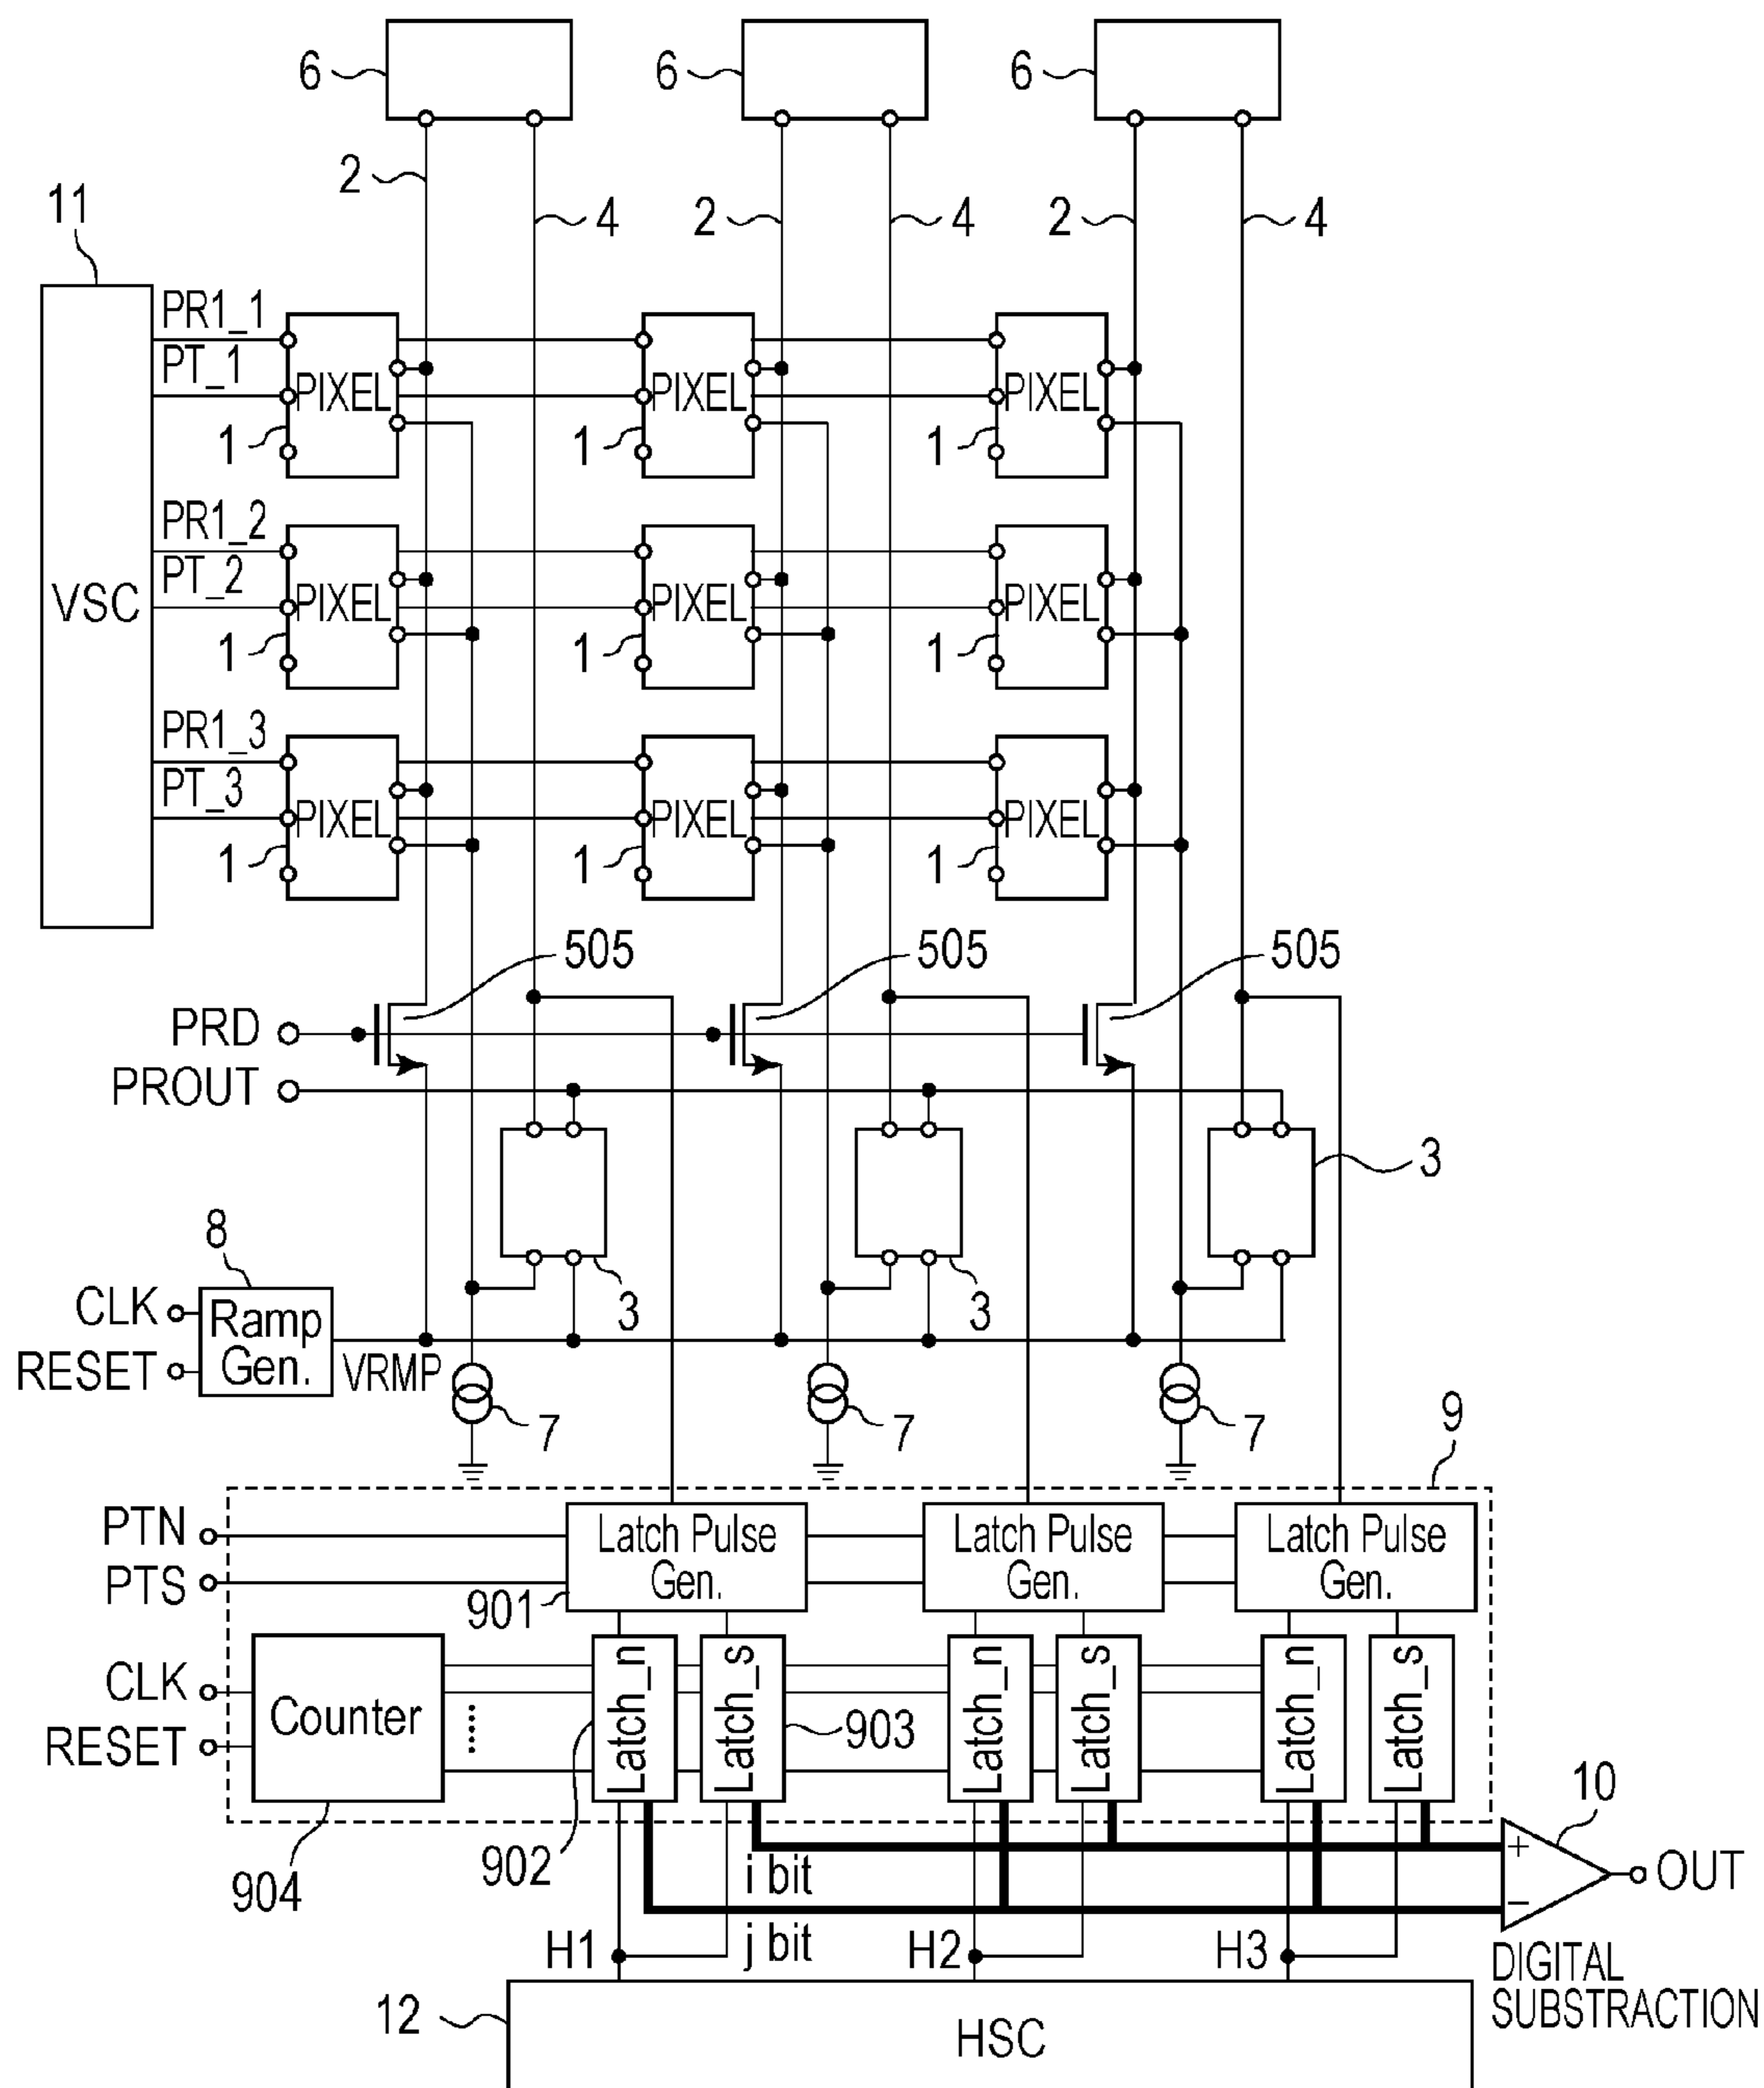 6 6 6
2 4 2 4 2 4
11
PR1_1
PT_1
PIXEL PIXEL PIXEL
1 1 1
PR1_2
PT_2
VSC
PIXEL PIXEL PIXEL
1 1 1
PR1_3
PT_3
PIXEL PIXEL PIXEL
1 1 1
505 505 505
PRD
PROUT
3
8
CLK
RESET
Ramp
Gen.
VRMP
3 3
7 7 7
9
PTN
PTS
Latch Pulse
Gen.
Latch Pulse
Gen.
Latch Pulse
Gen.
901
CLK
RESET
Counter
Latch_n
Latch_s
Latch_n
Latch_s
Latch_n
Latch_s
903
902
904
10
+
−
OUT
i bit
j bit
H1 H2 H3
DIGITAL
SUBSTRACTION
12
HSC